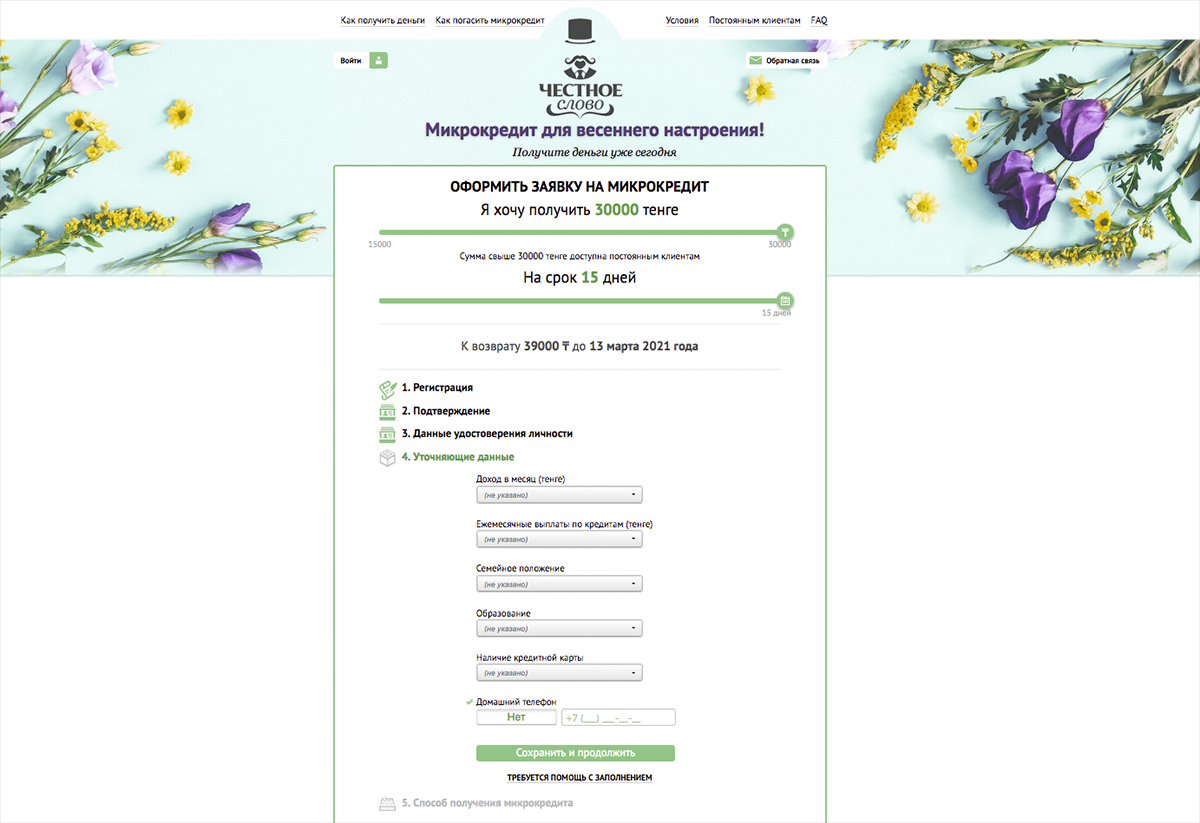 Как получить деньги Как погасить микрокредит Условия Постоянным клиентам FAQ
Войти Обратная связь
ЧЕСТНОЕ
СЛОВО
Микрокредит для весеннего настроения!
Получите деньги уже сегодня
ОФОРМИТЬ ЗАЯВКУ НА МИКРОКРЕДИТ
Я хочу получить 30000 тенге
₸
15000 30000
Сумма свыше 30000 тенге доступна постоянным клиентам
На срок 15 дней
15 дней
К возврату 39000 ₸ до 13 марта 2021 года
1. Регистрация
2. Подтверждение
3. Данные удостоверения личности
4. Уточняющие данные
Доход в месяц (тенге)
(не указано)
Ежемесячные выплаты по кредитам (тенге)
(не указано)
Семейное положение
(не указано)
Образование
(не указано)
Наличие кредитной карты
(не указано)
Домашний телефон
Нет +7 (___) ___-__-__
Сохранить и продолжить
ТРЕБУЕТСЯ ПОМОЩЬ С ЗАПОЛНЕНИЕМ
5. Способ получения микрокредита